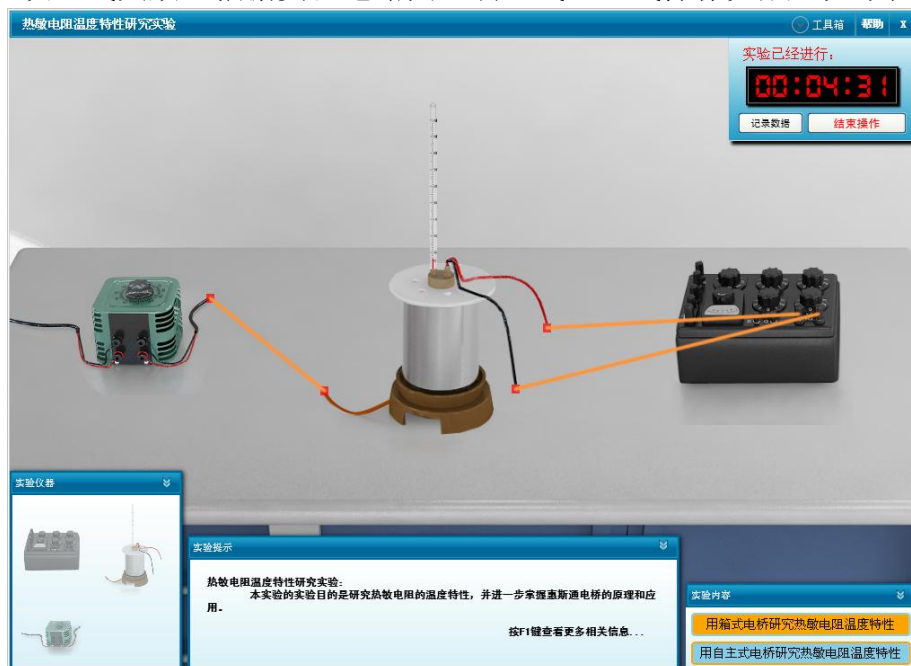 热敏电阻温度特性研究实验
工具箱 帮助 X
实验已经进行：
00:04:31
记录数据 结束操作
实验仪器
实验提示
热敏电阻温度特性研究实验：
本实验的实验目的是研究热敏电阻的温度特性，并进一步掌握惠斯通电桥的原理和应
用。
按F1键查看更多相关信息...
实验内容
用箱式电桥研究热敏电阻温度特性
用自主式电桥研究热敏电阻温度特性